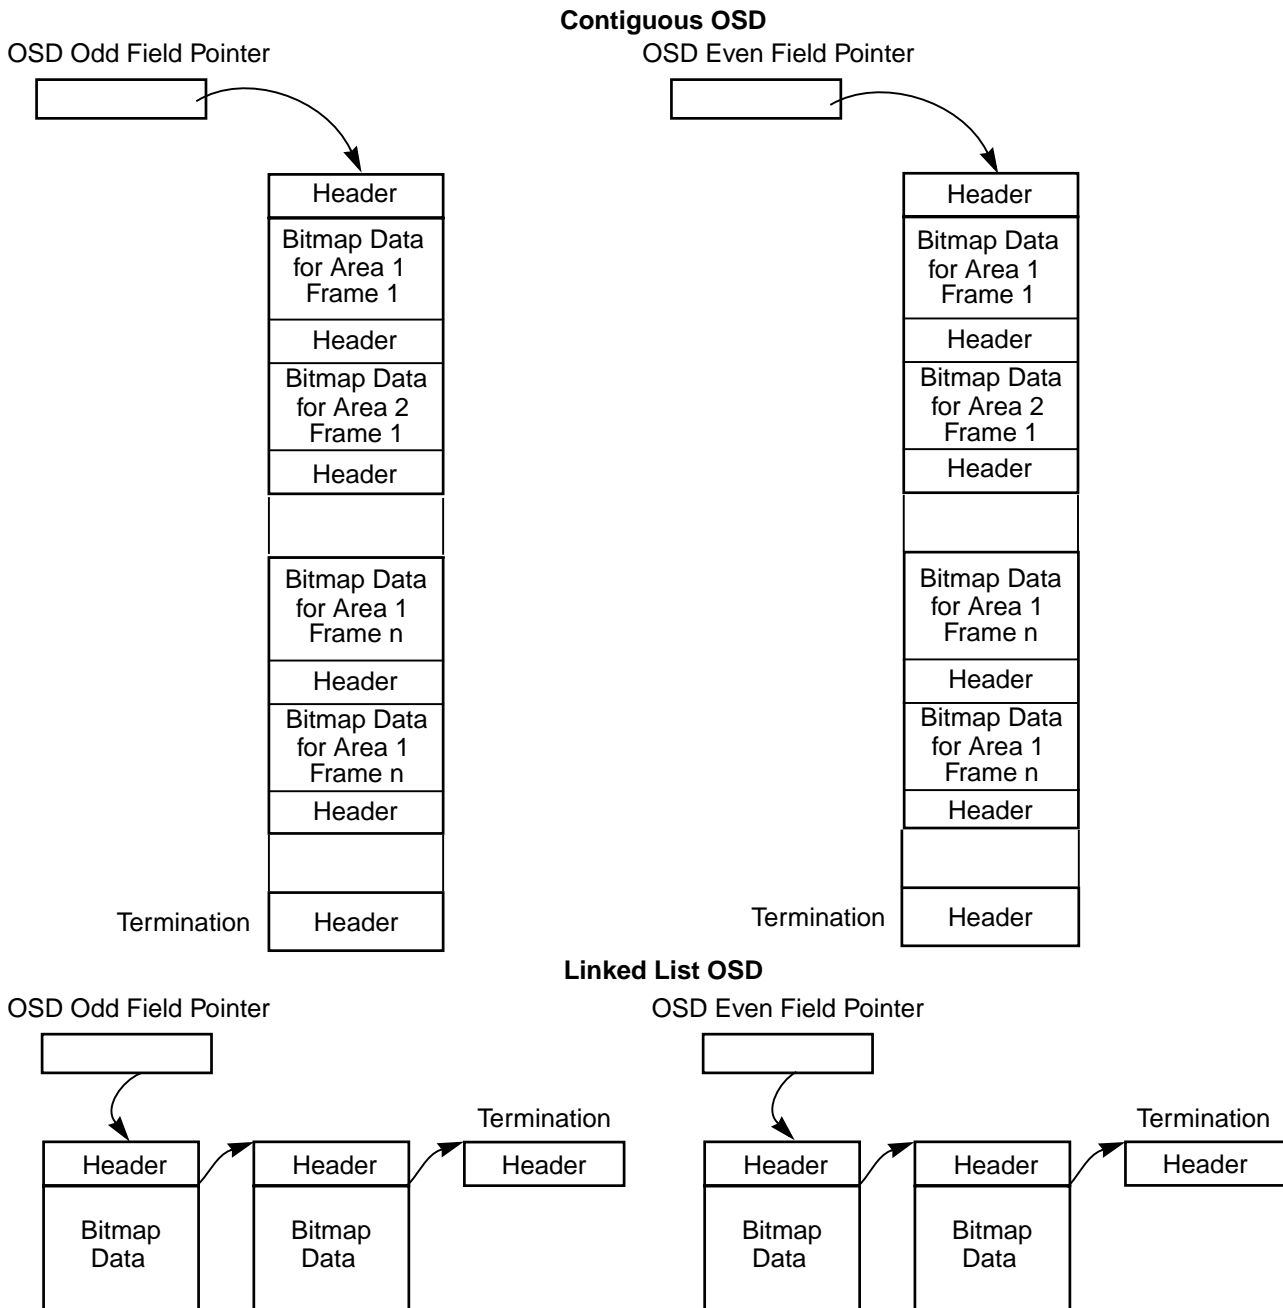 Contiguous OSD
OSD Odd Field Pointer
Header
Bitmap Data
for Area 1
Frame 1
Header
Bitmap Data
for Area 2
Frame 1
Header
Bitmap Data
for Area 1
Frame n
Header
Bitmap Data
for Area 1
Frame n
Header
Termination
Header
OSD Even Field Pointer
Header
Bitmap Data
for Area 1
Frame 1
Header
Bitmap Data
for Area 2
Frame 1
Header
Bitmap Data
for Area 1
Frame n
Header
Bitmap Data
for Area 1
Frame n
Header
Termination
Header
Linked List OSD
OSD Odd Field Pointer
Header
Bitmap
Data
Header
Bitmap
Data
Termination
Header
OSD Even Field Pointer
Header
Bitmap
Data
Header
Bitmap
Data
Termination
Header